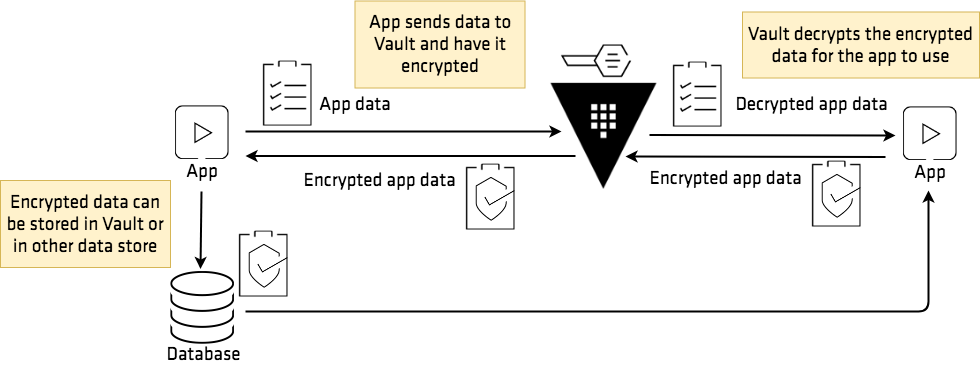 App sends data to
Vault and have it
encrypted
Vault decrypts the encrypted
data for the app to use
App data
Decrypted app data
App
App
Encrypted app data
Encrypted app data
Encrypted data can
be stored in Vault or
in other data store
Database